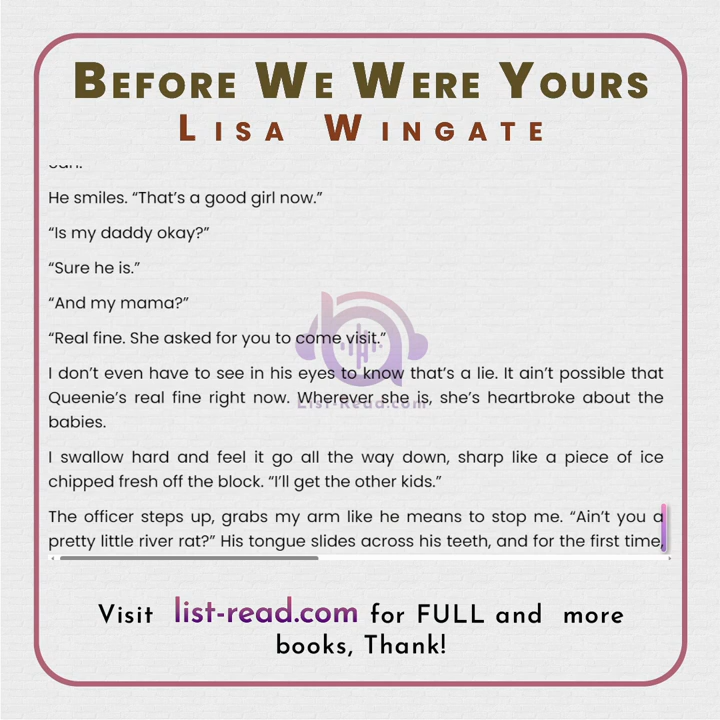 BEFORE WE WERE YOURS
LISA WINGATE
He smiles. “That’s a good girl now.”
“Is my daddy okay?”
“Sure he is.”
“And my mama?”
“Real fine. She asked for you to come visit.”
I don’t even have to see in his eyes to know that’s a lie. It ain’t possible that
Queenie’s real fine right now. Wherever she is, she’s heartbroke about the
List-Read.com
babies.
I swallow hard and feel it go all the way down, sharp like a piece of ice
chipped fresh off the block. “I’ll get the other kids.”
The officer steps up, grabs my arm like he means to stop me. “Ain’t you a
pretty little river rat?” His tongue slides across his teeth, and for the first time,
Visit list-read.com for FULL and more
books, Thank!